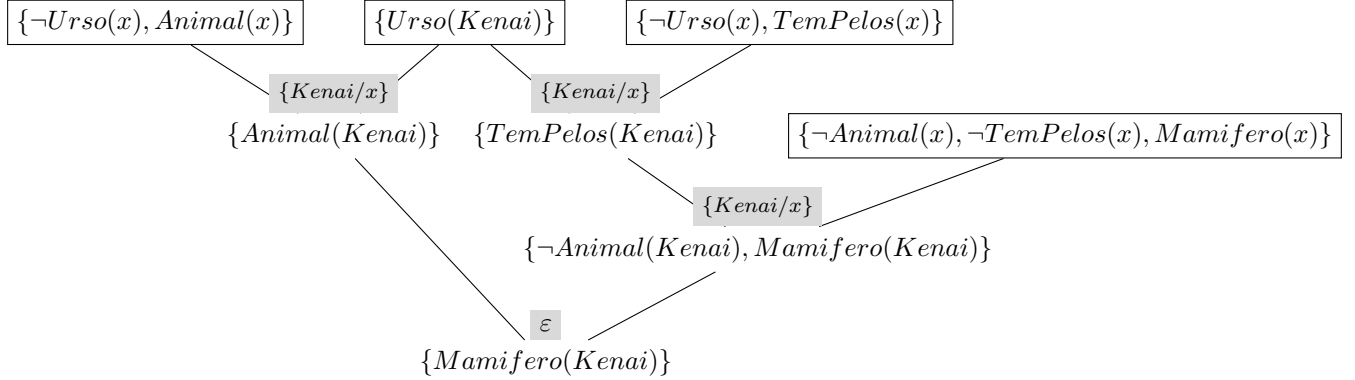 {¬Urso(x), Animal(x)} {Urso(Kenai)} {¬Urso(x), TemPelos(x)}
{Kenai/x} {Kenai/x}
{Animal(Kenai)} {TemPelos(Kenai)} {¬Animal(x), ¬TemPelos(x), Mamifero(x)}
{Kenai/x}
{¬Animal(Kenai), Mamifero(Kenai)}
ε
{Mamifero(Kenai)}